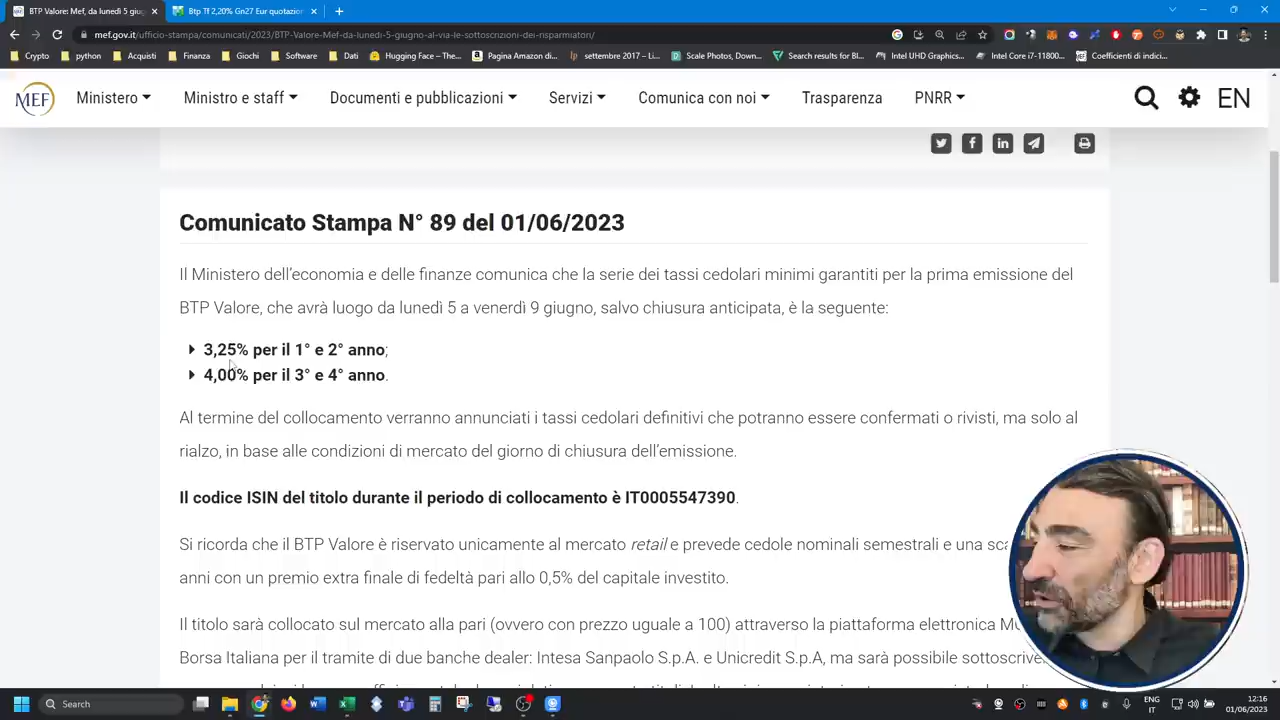 BTP Valore: Mef, da lunedì 5 giug
Btp Tf 2,20% Gn27 Eur quotazion
mef.gov.it/ufficio-stampa/comunicati/2023/BTP-Valore-Mef-da-lunedi-5-giugno-al-via-le-sottoscrizioni-dei-risparmiatori/
Crypto
python
Acquisti
Finanza
Giochi
Software
Dati
Hugging Face – The...
Pagina Amazon di...
settembre 2017 – Li...
Scale Photos, Down...
Search results for Bl...
Intel UHD Graphics...
Intel Core i7-11800...
Coefficienti di indici...
MEF
Ministero
Ministro e staff
Documenti e pubblicazioni
Servizi
Comunica con noi
Trasparenza
PNRR
EN
Comunicato Stampa N° 89 del 01/06/2023
Il Ministero dell’economia e delle finanze comunica che la serie dei tassi cedolari minimi garantiti per la prima emissione del
BTP Valore, che avrà luogo da lunedì 5 a venerdì 9 giugno, salvo chiusura anticipata, è la seguente:
3,25% per il 1° e 2° anno;
4,00% per il 3° e 4° anno.
Al termine del collocamento verranno annunciati i tassi cedolari definitivi che potranno essere confermati o rivisti, ma solo al
rialzo, in base alle condizioni di mercato del giorno di chiusura dell’emissione.
Il codice ISIN del titolo durante il periodo di collocamento è IT0005547390.
Si ricorda che il BTP Valore è riservato unicamente al mercato retail e prevede cedole nominali semestrali e una sca
anni con un premio extra finale di fedeltà pari allo 0,5% del capitale investito.
Il titolo sarà collocato sul mercato alla pari (ovvero con prezzo uguale a 100) attraverso la piattaforma elettronica MO
Borsa Italiana per il tramite di due banche dealer: Intesa Sanpaolo S.p.A. e Unicredit S.p.A, ma sarà possibile sottoscrive
Search
ENG
IT
12:16
01/06/2023